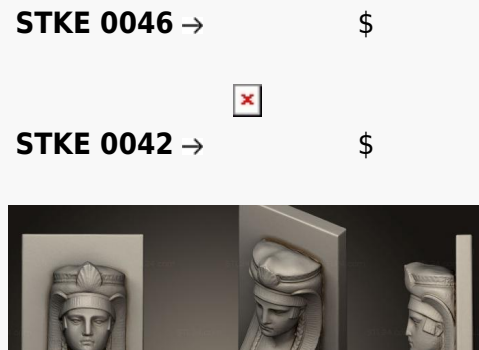 STKE 0046 → $
STKE 0042 → $